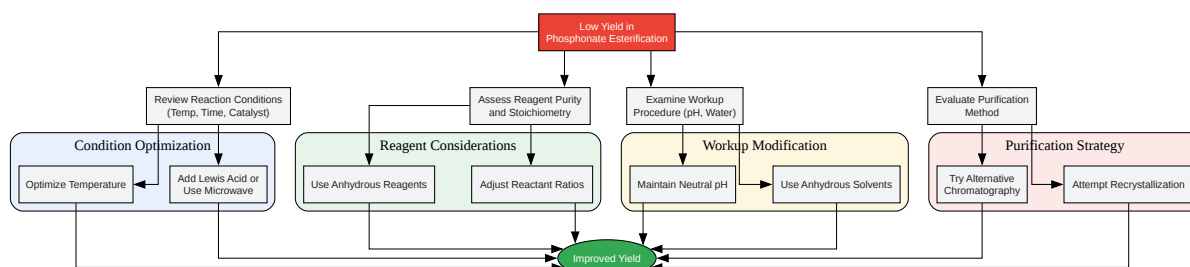 Low Yield in
Phosphonate Esterification
Review Reaction Conditions
(Temp, Time, Catalyst)
Assess Reagent Purity
and Stoichiometry
Examine Workup
Procedure (pH, Water)
Evaluate Purification
Method
Condition Optimization
Reagent Considerations
Workup Modification
Purification Strategy
Optimize Temperature
Add Lewis Acid or
Use Microwave
Use Anhydrous Reagents
Adjust Reactant Ratios
Maintain Neutral pH
Use Anhydrous Solvents
Try Alternative
Chromatography
Attempt Recrystallization
Improved Yield